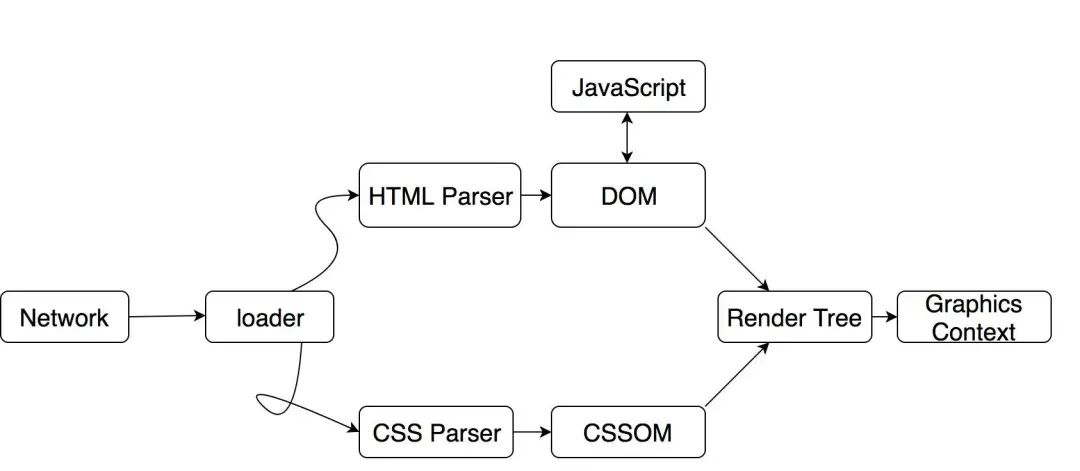 JavaScript
HTML Parser
DOM
Network
loader
Render Tree
Graphics
Context
CSS Parser
CSSOM